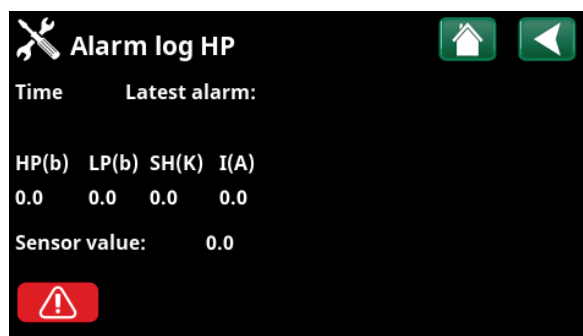 Alarm log HP
Time Latest alarm:
HP(b) LP(b) SH(K) I(A)
0.0 0.0 0.0 0.0
Sensor value: 0.0